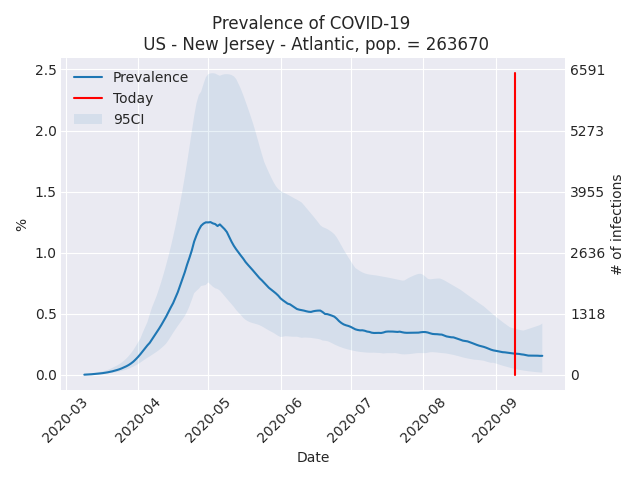 Prevalence of COVID-19
US - New Jersey - Atlantic, pop. = 263670
Prevalence
Today
95CI
2.5
2.0
1.5
1.0
0.5
0.0
%
6591
5273
3955
2636
1318
0
# of infections
2020-03
2020-04
2020-05
2020-06
2020-07
2020-08
2020-09
Date